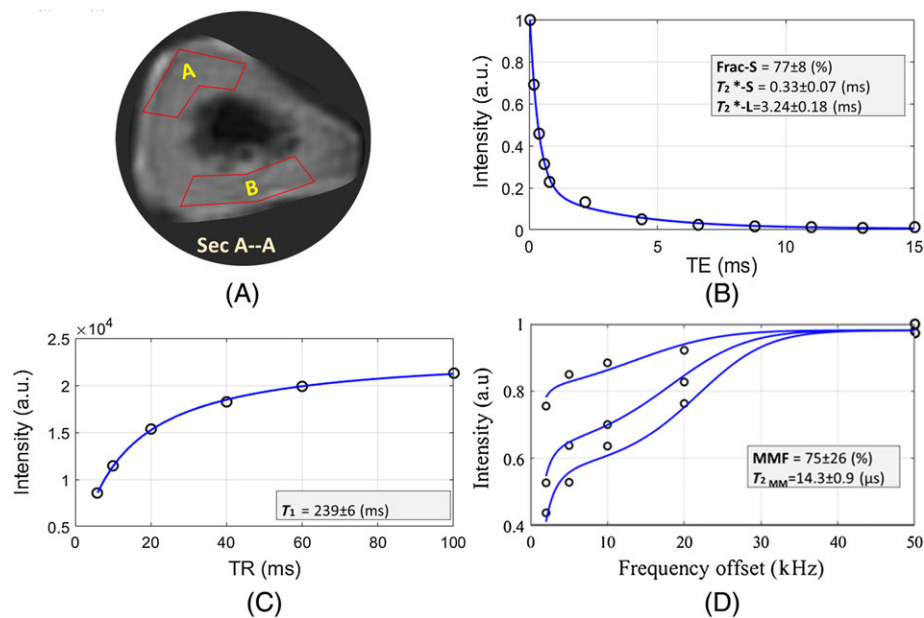 A
B
Sec A--A
(A)
Intensity (a.u.)
1
0.8
0.6
0.4
0.2
0
0
5
10
15
TE (ms)
Frac-S = 77±8 (%)
T₂*-S = 0.33±0.07 (ms)
T₂*-L=3.24±0.18 (ms)
(B)
×10⁴
Intensity (a.u.)
2.5
2
1.5
1
0.5
0
20
40
60
80
100
TR (ms)
T₁ = 239±6 (ms)
(C)
Intensity (a.u)
1
0.8
0.6
0.4
0
10
20
30
40
50
Frequency offset (kHz)
MMF = 75±26 (%)
T₂ MM=14.3±0.9 (μs)
(D)